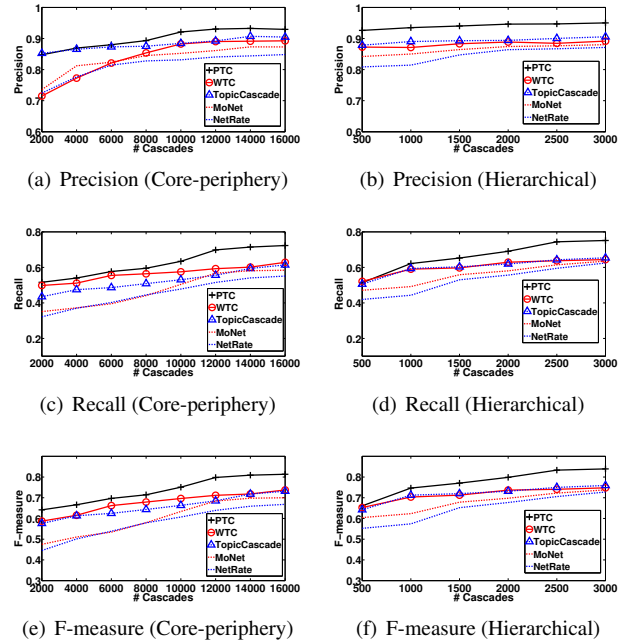 1
0.9
0.8
0.7
0.6
Precision
PTC
WTC
TopicCascade
MoNet
NetRate
2000 4000 6000 8000 10000 12000 14000 16000
# Cascades
(a) Precision (Core-periphery)
1
0.9
0.8
0.7
0.6
Precision
PTC
WTC
TopicCascade
MoNet
NetRate
500 1000 1500 2000 2500 3000
# Cascades
(b) Precision (Hierarchical)
0.8
0.6
0.4
0.2
Recall
PTC
WTC
TopicCascade
MoNet
NetRate
2000 4000 6000 8000 10000 12000 14000 16000
# Cascades
(c) Recall (Core-periphery)
0.8
0.6
0.4
0.2
Recall
PTC
WTC
TopicCascade
MoNet
NetRate
500 1000 1500 2000 2500 3000
# Cascades
(d) Recall (Hierarchical)
0.8
0.7
0.6
0.5
0.4
0.3
F-measure
PTC
WTC
TopicCascade
MoNet
NetRate
2000 4000 6000 8000 10000 12000 14000 16000
# Cascades
(e) F-measure (Core-periphery)
0.8
0.7
0.6
0.5
0.4
0.3
F-measure
PTC
WTC
TopicCascade
MoNet
NetRate
500 1000 1500 2000 2500 3000
# Cascades
(f) F-measure (Hierarchical)